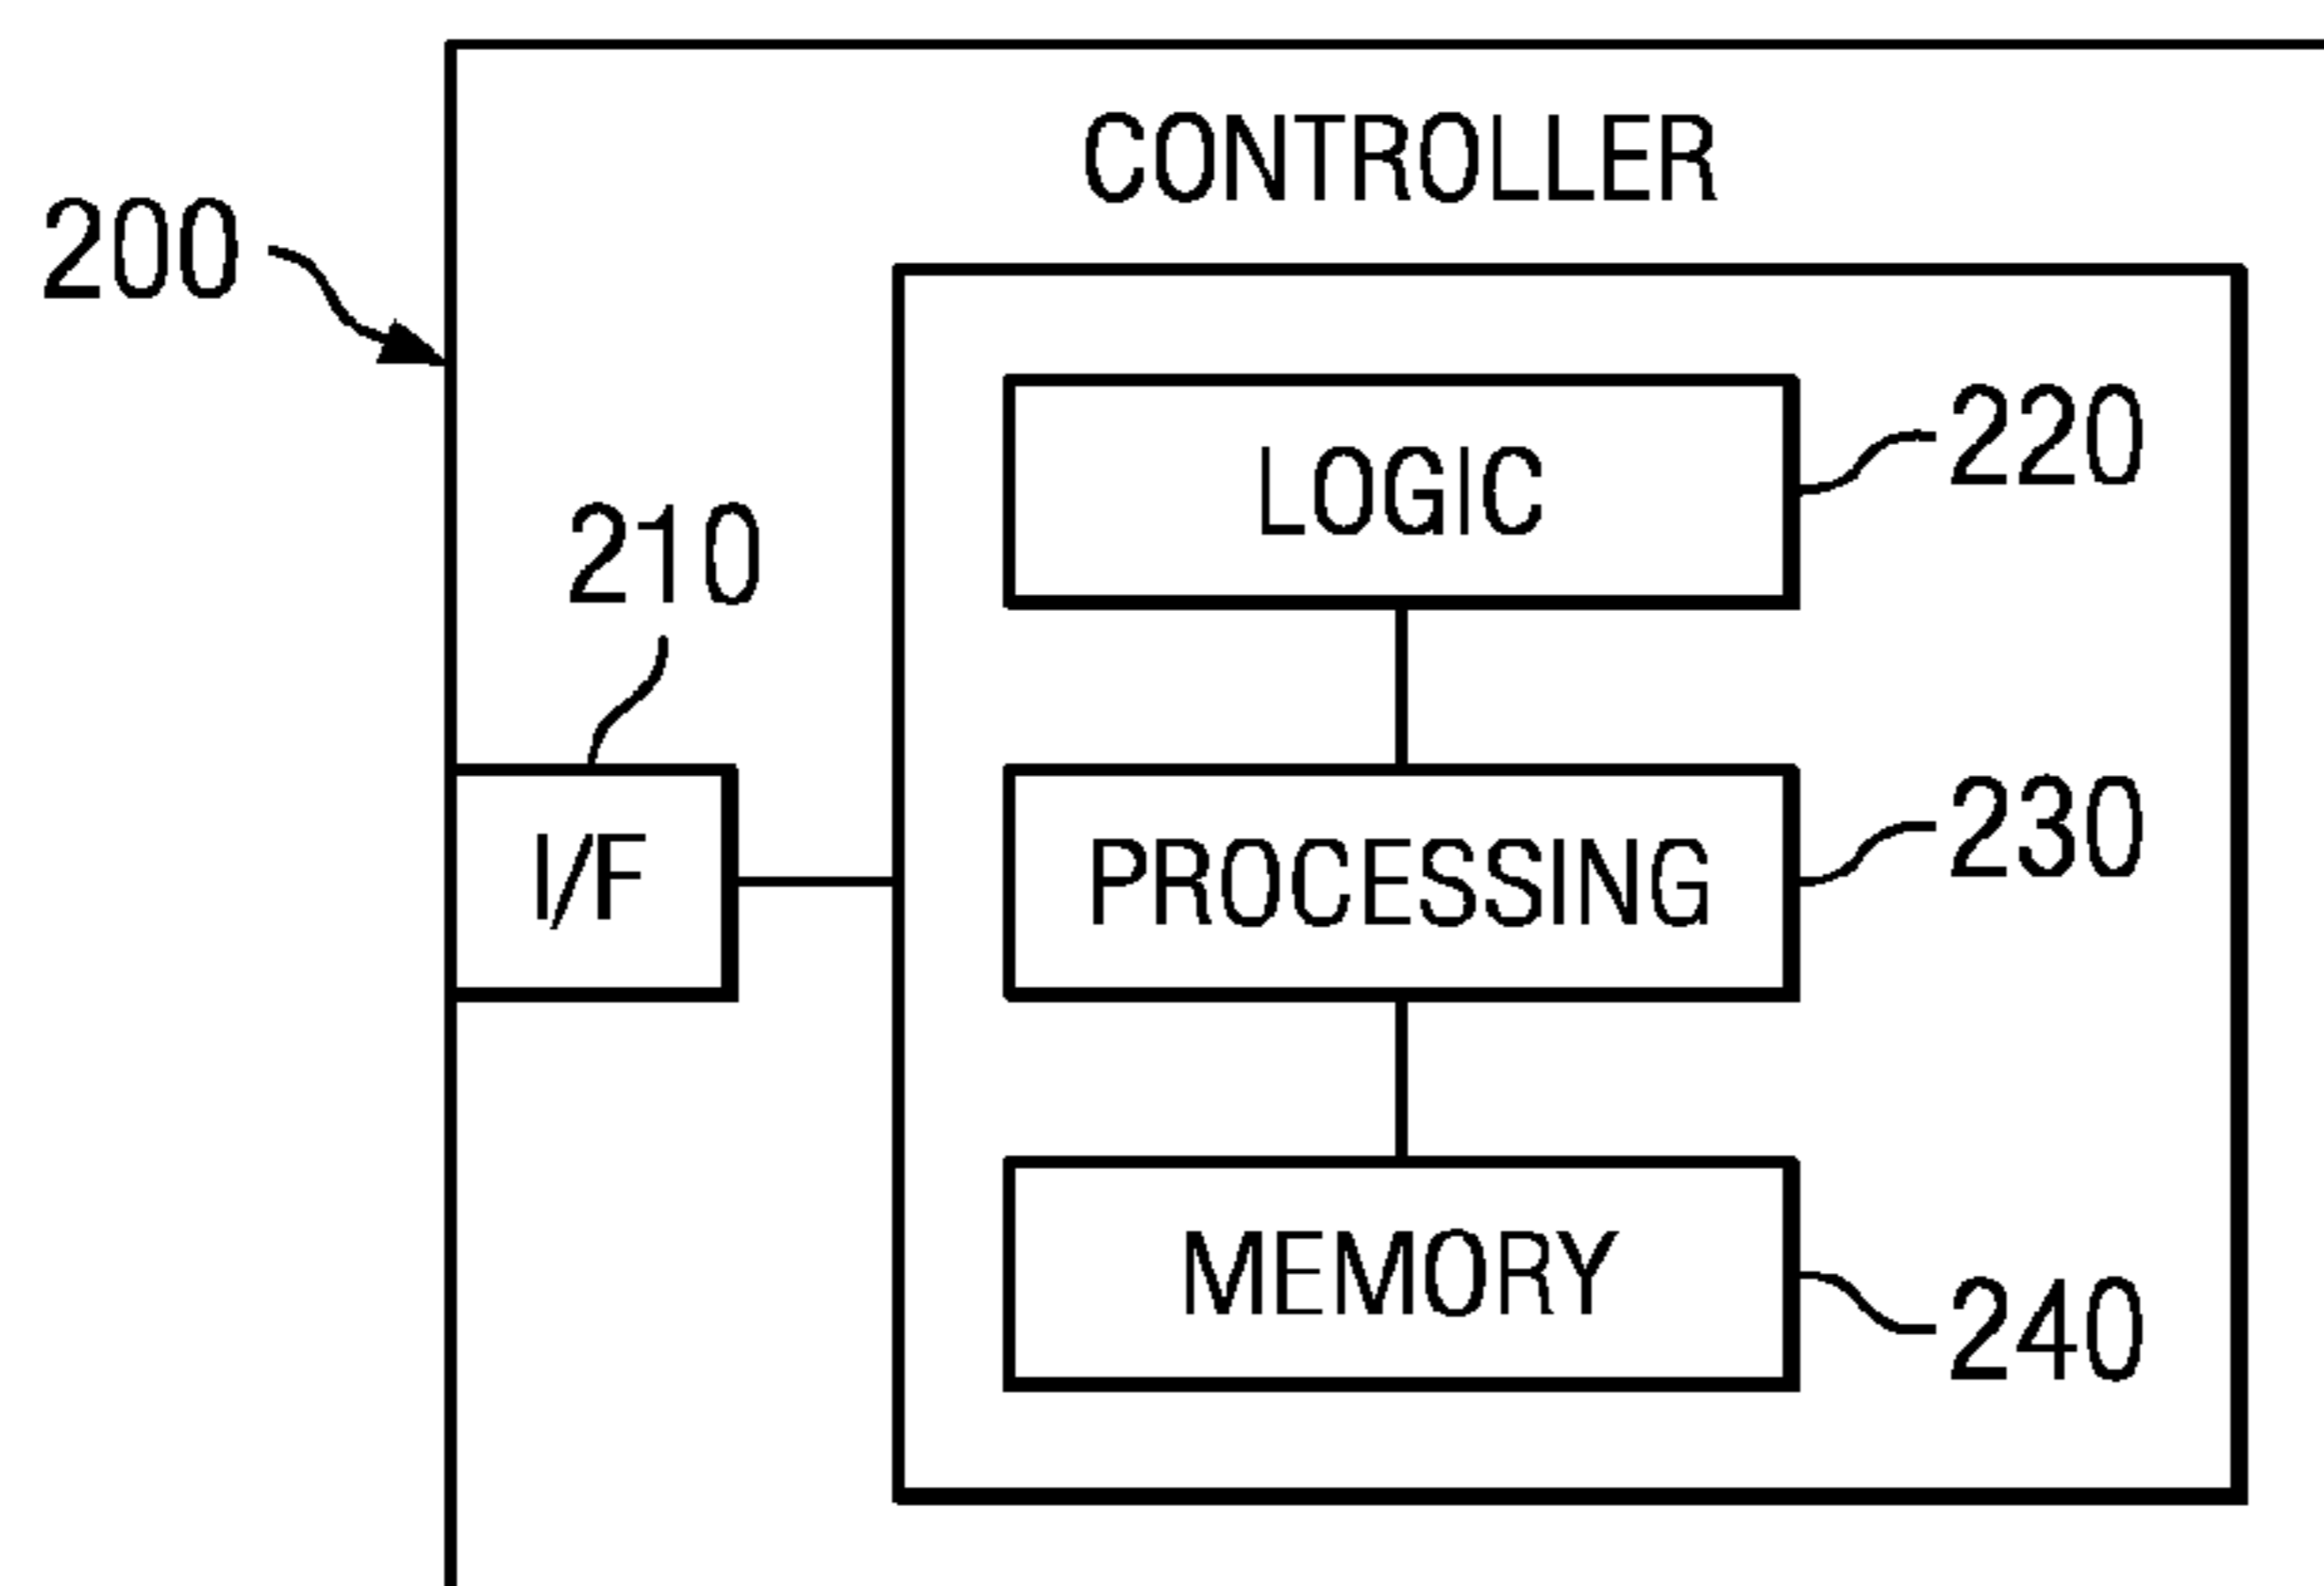 CONTROLLER
200
LOGIC
220
210
I/F
PROCESSING
230
MEMORY
240